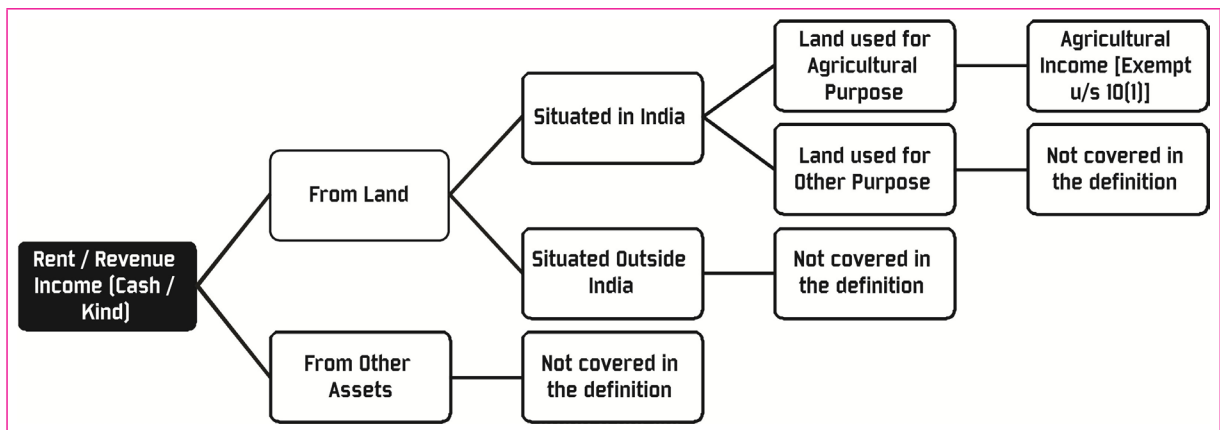 Rent / Revenue
Income (Cash /
Kind)
From Land
Situated in India
Land used for
Agricultural
Purpose
Agricultural
Income [Exempt
u/s 10(1)]
Land used for
Other Purpose
Not covered in
the definition
Situated Outside
India
Not covered in
the definition
From Other
Assets
Not covered in
the definition